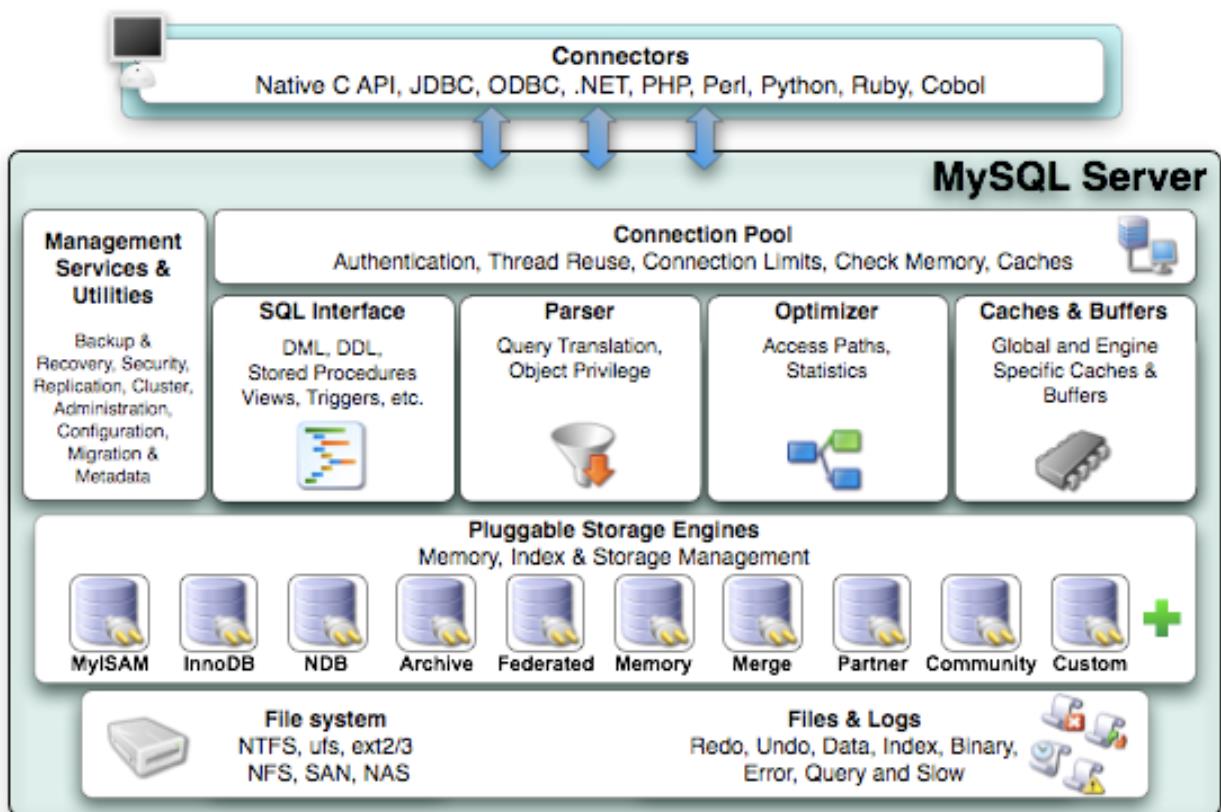 Connectors
Native C API, JDBC, ODBC, .NET, PHP, Perl, Python, Ruby, Cobol
MySQL Server
Management
Services &
Utilities
Backup &
Recovery, Security,
Replication, Cluster,
Administration,
Configuration,
Migration &
Metadata
Connection Pool
Authentication, Thread Reuse, Connection Limits, Check Memory, Caches
SQL Interface
DML, DDL,
Stored Procedures
Views, Triggers, etc.
Parser
Query Translation,
Object Privilege
Optimizer
Access Paths,
Statistics
Caches & Buffers
Global and Engine
Specific Caches &
Buffers
Pluggable Storage Engines
Memory, Index & Storage Management
MyISAM
InnoDB
NDB
Archive
Federated
Memory
Merge
Partner
Community
Custom
File system
NTFS, ufs, ext2/3
NFS, SAN, NAS
Files & Logs
Redo, Undo, Data, Index, Binary,
Error, Query and Slow